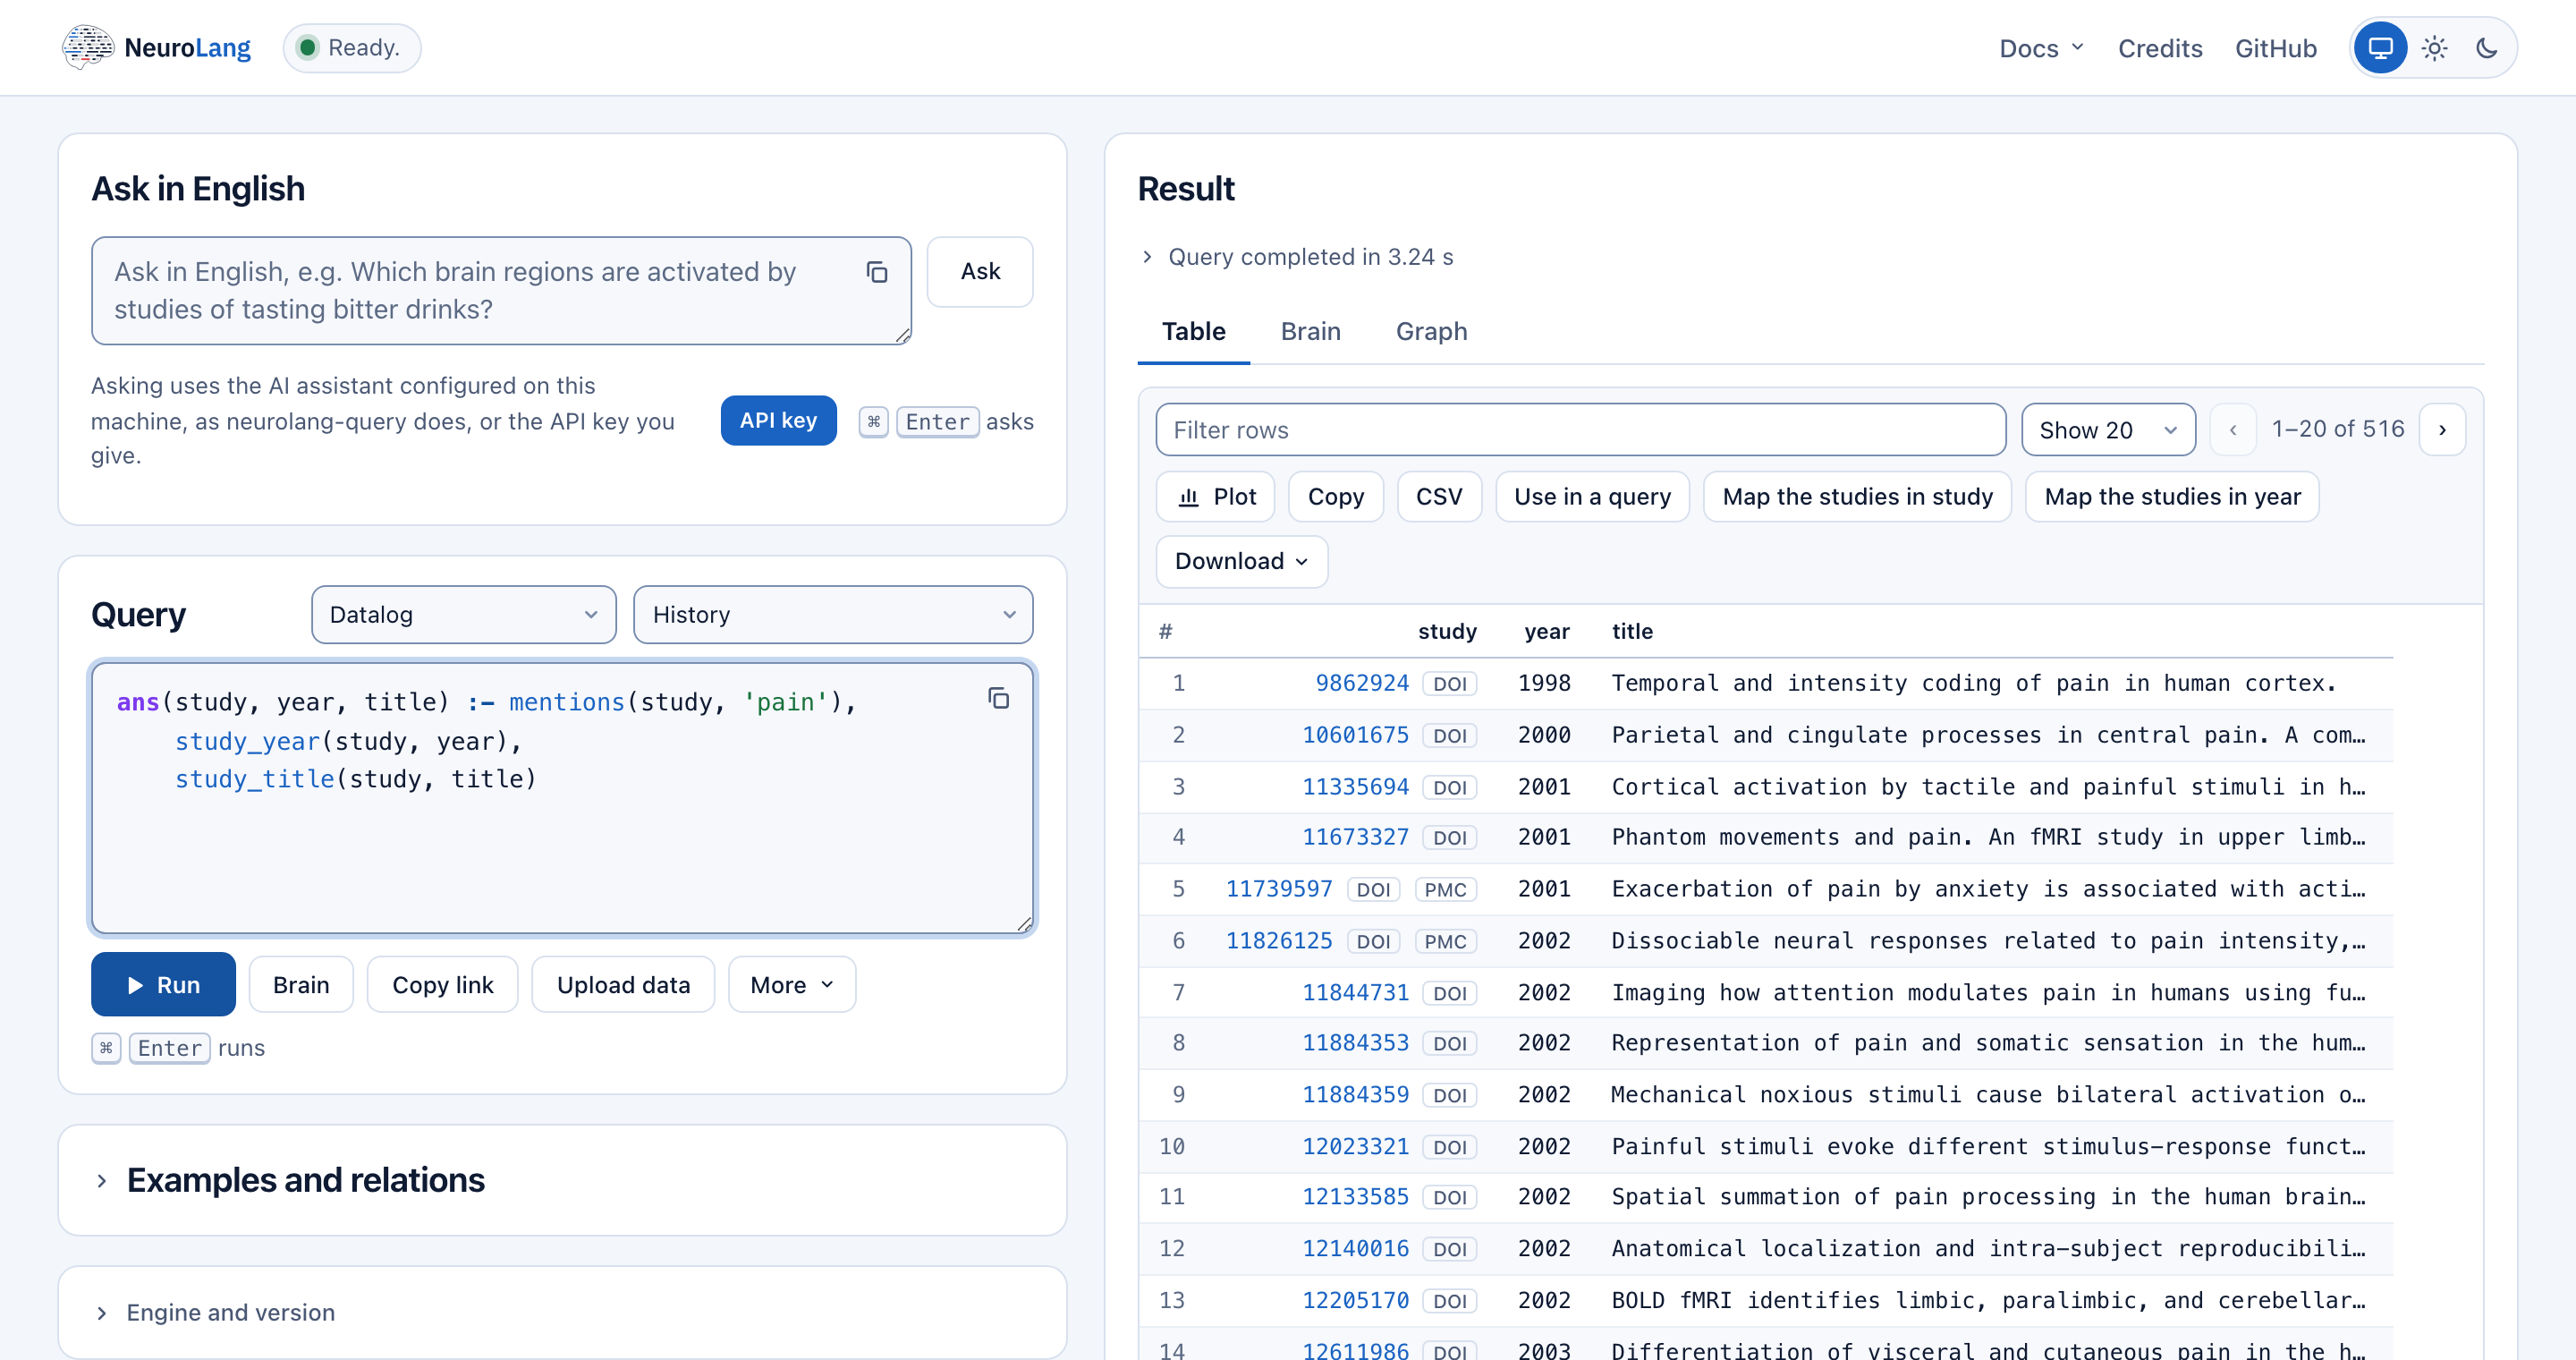 NeuroLang
Ready.
Docs
Credits
GitHub
Ask in English
Ask in English, e.g. Which brain regions are activated by
studies of tasting bitter drinks?
Ask
Asking uses the AI assistant configured on this
machine, as neurolang-query does, or the API key you
give.
API key
⌘ Enter asks
Query
Datalog
History
ans(study, year, title) :- mentions(study, 'pain'),
study_year(study, year),
study_title(study, title)
Run
Brain
Copy link
Upload data
More
⌘ Enter runs
Examples and relations
Engine and version
Result
Query completed in 3.24 s
Table
Brain
Graph
Filter rows
Show 20
‹
1–20 of 516
›
Plot
Copy
CSV
Use in a query
Map the studies in study
Map the studies in year
Download
# study year title
1 9862924 DOI 1998 Temporal and intensity coding of pain in human cortex.
2 10601675 DOI 2000 Parietal and cingulate processes in central pain. A com…
3 11335694 DOI 2001 Cortical activation by tactile and painful stimuli in h…
4 11673327 DOI 2001 Phantom movements and pain. An fMRI study in upper limb…
5 11739597 DOI PMC 2001 Exacerbation of pain by anxiety is associated with acti…
6 11826125 DOI PMC 2002 Dissociable neural responses related to pain intensity,…
7 11844731 DOI 2002 Imaging how attention modulates pain in humans using fu…
8 11884353 DOI 2002 Representation of pain and somatic sensation in the hum…
9 11884359 DOI 2002 Mechanical noxious stimuli cause bilateral activation o…
10 12023321 DOI 2002 Painful stimuli evoke different stimulus-response funct…
11 12133585 DOI 2002 Spatial summation of pain processing in the human brain…
12 12140016 DOI 2002 Anatomical localization and intra-subject reproducibili…
13 12205170 DOI 2002 BOLD fMRI identifies limbic, paralimbic, and cerebellar…
14 12611986 DOI 2003 Differentiation of visceral and cutaneous pain in the h…